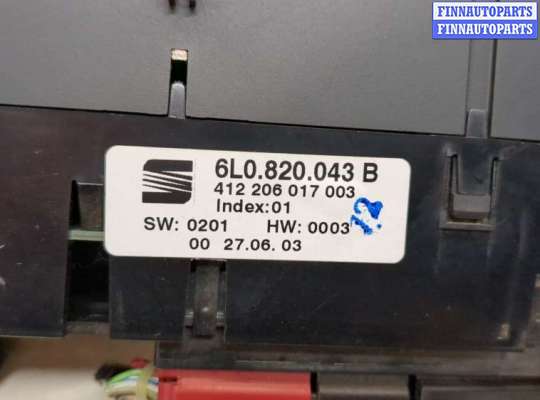 FINNAUTOPARTS
FINNAUTOPARTS
6L0.820.043 B
412 206 017 003
Index:01
SW: 0201 HW: 0003
00 27.06.03